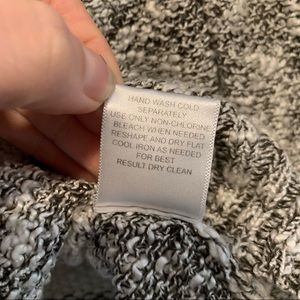 HAND WASH COLD
SEPARATELY
USE ONLY NON-CHLORINE
BLEACH WHEN NEEDED
RESHAPE AND DRY FLAT
COOL IRON AS NEEDED
FOR BEST
RESULT DRY CLEAN